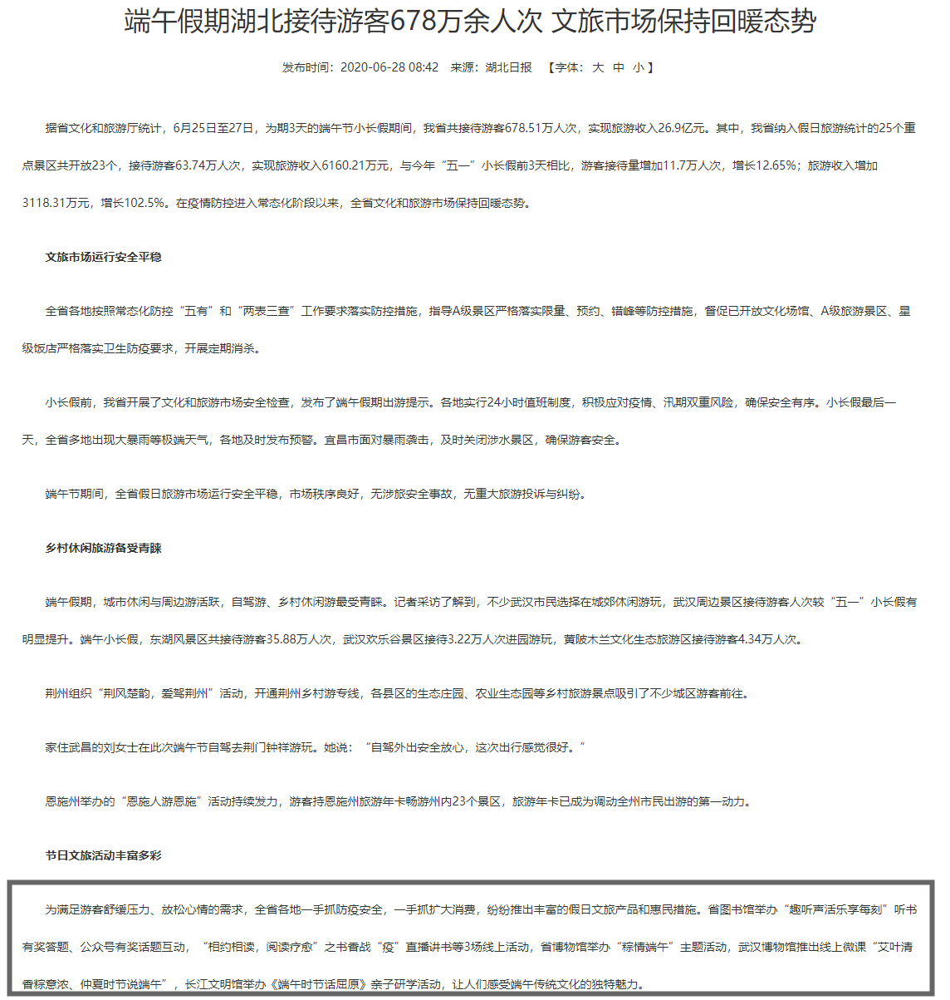 端午假期湖北接待游客678万余人次 文旅市场保持回暖态势
发布时间：2020-06-28 08:42 来源：湖北日报 【字体： 大 中 小 】
据省文化和旅游厅统计，6月25日至27日，为期3天的端午节小长假期间，我省共接待游客678.51万人次，实现旅游收入26.9亿元。其中，我省纳入假日旅游统计的25个重
点景区共开放23个，接待游客63.74万人次，实现旅游收入6160.21万元，与今年“五一”小长假前3天相比，游客接待量增加11.7万人次，增长12.65%；旅游收入增加
3118.31万元，增长102.5%。在疫情防控进入常态化阶段以来，全省文化和旅游市场保持回暖态势。
文旅市场运行安全平稳
全省各地按照常态化防控“五有”和“两表三查”工作要求落实防控措施，指导A级景区严格落实限量、预约、错峰等防控措施，督促已开放文化场馆、A级旅游景区、星
级饭店严格落实卫生防疫要求，开展定期消杀。
小长假前，我省开展了文化和旅游市场安全检查，发布了端午假期出游提示。各地实行24小时值班制度，积极应对疫情、汛期双重风险，确保安全有序。小长假最后一
天，全省多地出现大暴雨等极端天气，各地及时发布预警。宜昌市面对暴雨袭击，及时关闭涉水景区，确保游客安全。
端午节期间，全省假日旅游市场运行安全平稳，市场秩序良好，无涉旅安全事故，无重大旅游投诉与纠纷。
乡村休闲旅游备受青睐
端午假期，城市休闲与周边游活跃，自驾游、乡村休闲游最受青睐。记者采访了解到，不少武汉市民选择在城郊休闲游玩，武汉周边景区接待游客人次较“五一”小长假有
明显提升。端午小长假，东湖风景区共接待游客35.88万人次，武汉欢乐谷景区接待3.22万人次进园游玩，黄陂木兰文化生态旅游区接待游客4.34万人次。
荆州组织“荆风楚韵，爱驾荆州”活动，开通荆州乡村游专线，各县区的生态庄园、农业生态园等乡村旅游景点吸引了不少城区游客前往。
家住武昌的刘女士在此次端午节自驾去荆门钟祥游玩。她说：“自驾外出安全放心，这次出行感觉很好。”
恩施州举办的“恩施人游恩施”活动持续发力，游客持恩施州旅游年卡畅游州内23个景区，旅游年卡已成为调动全州市民出游的第一动力。
节日文旅活动丰富多彩
为满足游客舒缓压力、放松心情的需求，全省各地一手抓防疫安全，一手抓扩大消费，纷纷推出丰富的假日文旅产品和惠民措施。省图书馆举办“趣听声活乐享每刻”听书
有奖答题、公众号有奖话题互动，“相约相读，阅读疗愈”之书香战“疫”直播讲书等3场线上活动，省博物馆举办“粽情端午”主题活动，武汉博物馆推出线上微课“艾叶清
香粽意浓、仲夏时节说端午”，长江文明馆举办《端午时节话屈原》亲子研学活动，让人们感受端午传统文化的独特魅力。